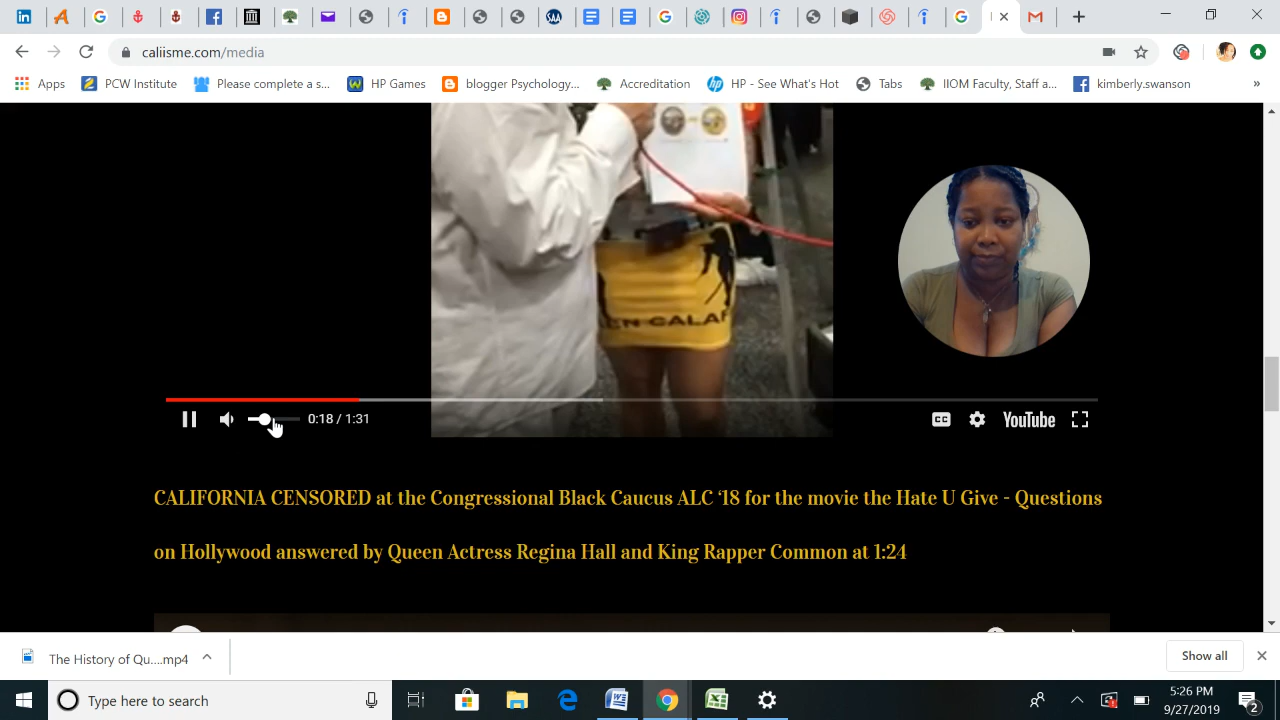 caliisme.com/media
Apps
PCW Institute
Please complete a s...
HP Games
blogger Psychology...
Accreditation
HP - See What's Hot
Tabs
IIOM Faculty, Staff a...
kimberly.swanson
»
EN CALAF
0:18 / 1:31
CC
YouTube
CALIFORNIA CENSORED at the Congressional Black Caucus ALC ‘18 for the movie the Hate U Give - Questions
on Hollywood answered by Queen Actress Regina Hall and King Rapper Common at 1:24
The History of Qu....mp4
Show all
Type here to search
5:26 PM
9/27/2019
2